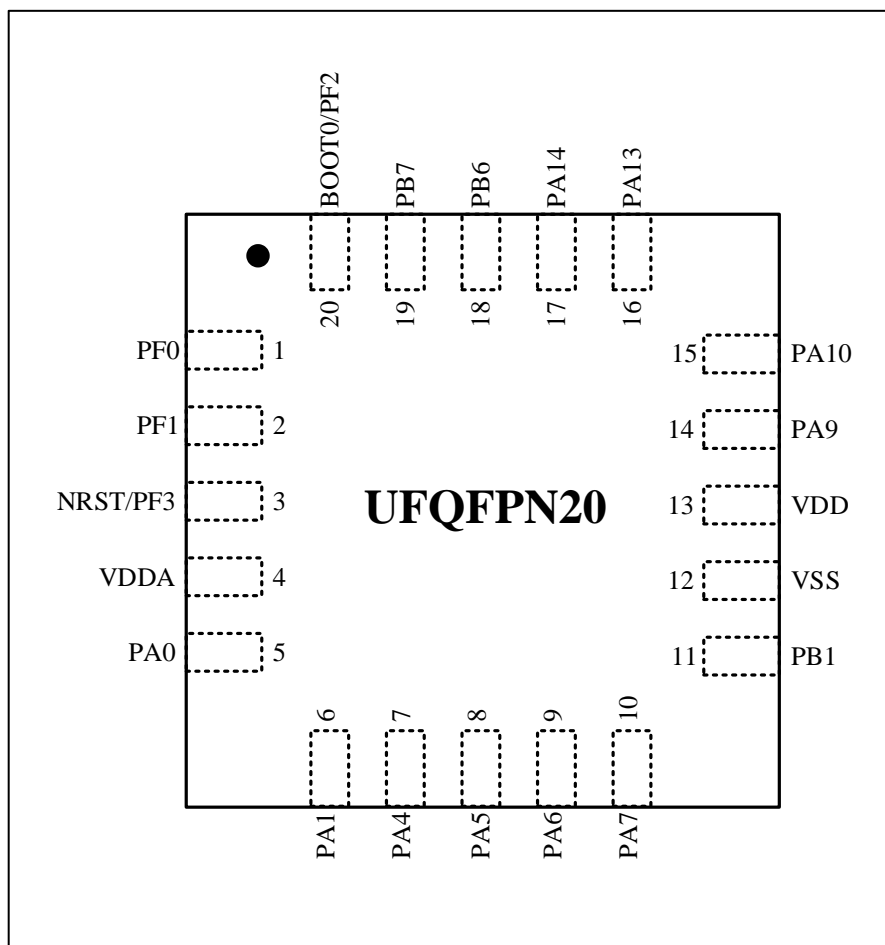 BOOT0/PF2
PB7
PB6
PA14
PA13
20
19
18
17
16
PF0 1
15 PA10
PF1 2
14 PA9
NRST/PF3 3
UFQFPN20
13 VDD
VDDA 4
12 VSS
PA0 5
11 PB1
6
7
8
9
10
PA1
PA4
PA5
PA6
PA7